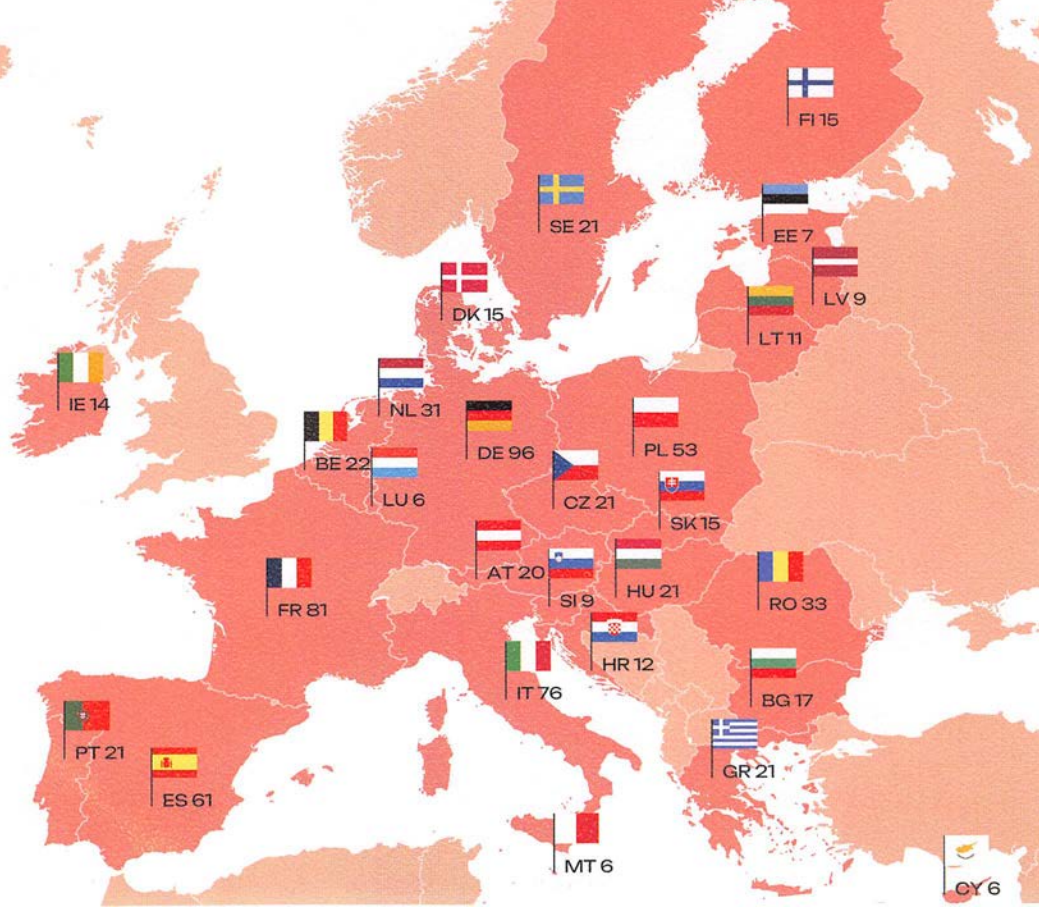 FI 15
SE 21
EE 7
LV 9
DK 15
LT 11
IE 14
NL 31
BE 22
DE 96
PL 53
LU 6
CZ 21
SK 15
AT 20
SI 9
HU 21
RO 33
FR 81
HR 12
IT 76
BG 17
PT 21
ES 61
GR 21
MT 6
CY 6